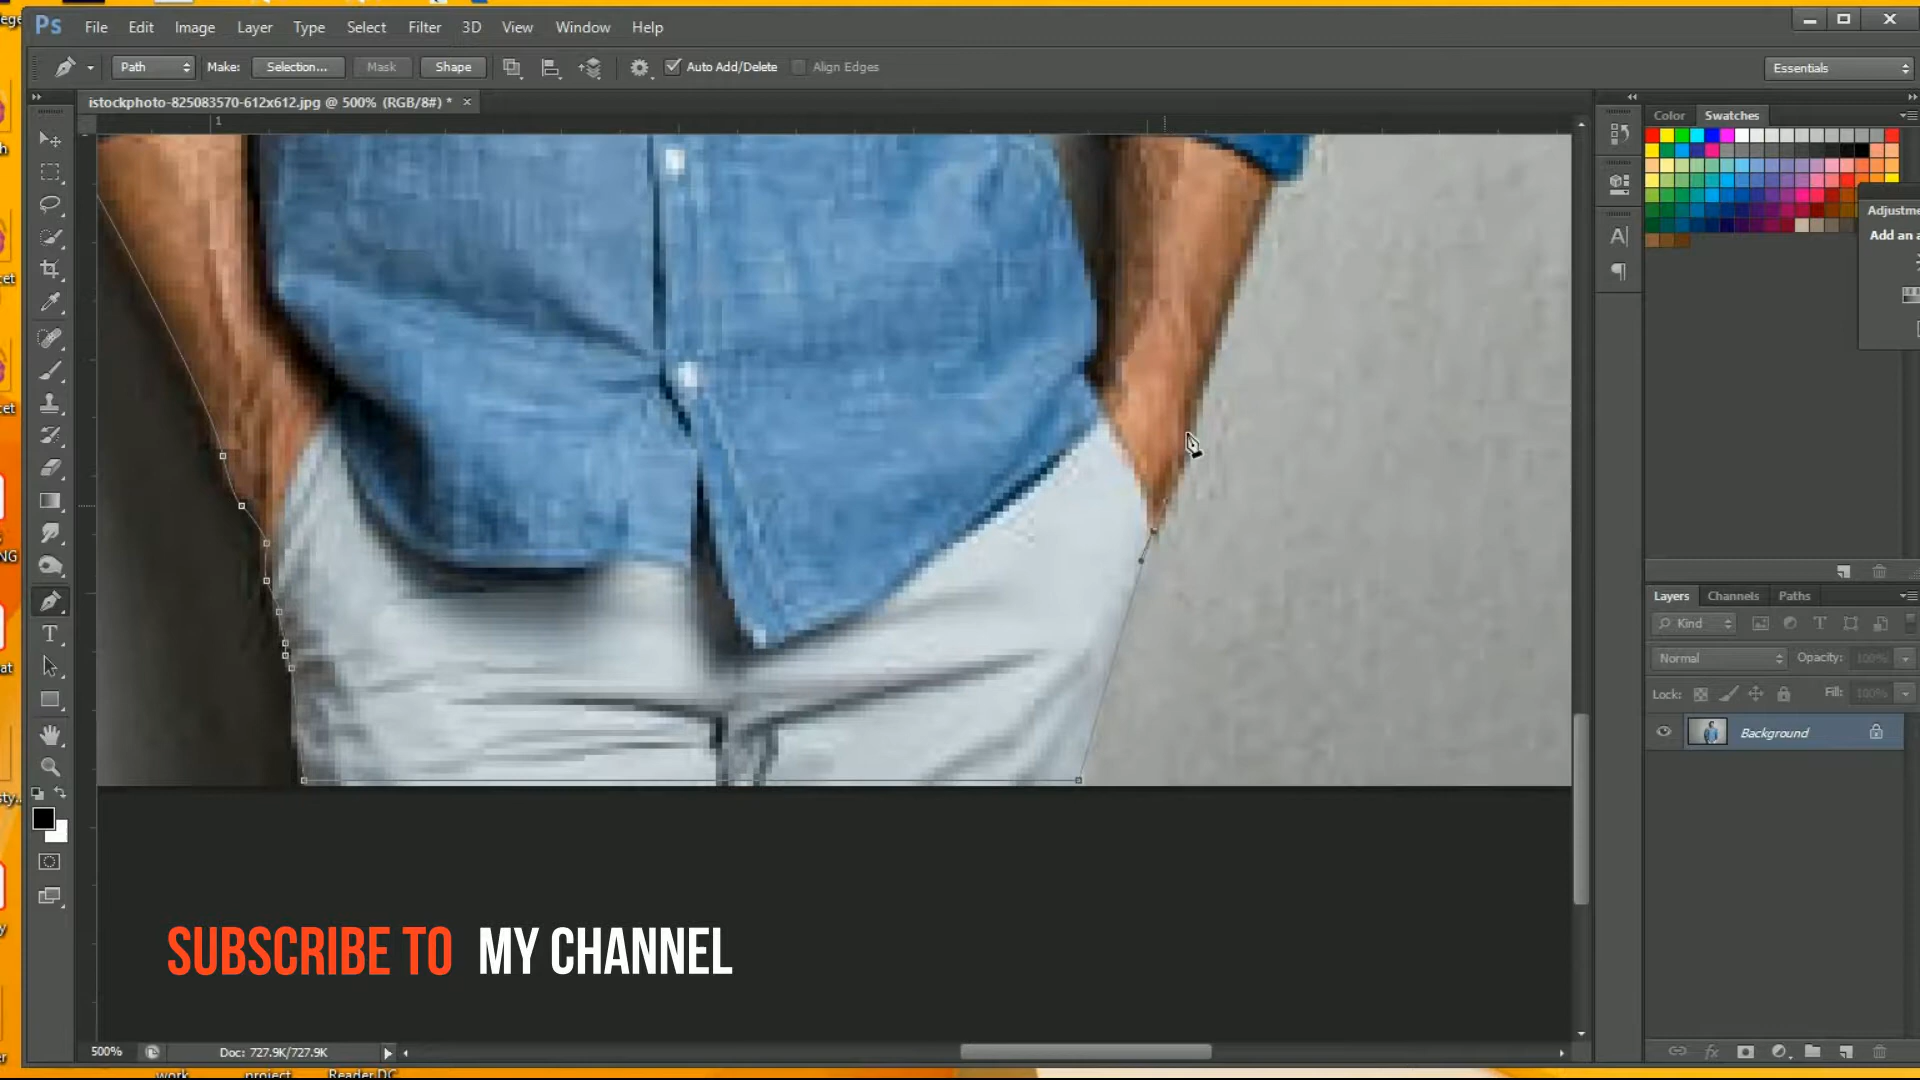 Ps File Edit Image Layer Type Select Filter 3D View Window Help
Path Make: Selection... Mask Shape Auto Add/Delete Align Edges Essentials
istockphoto-825083570-612x612.jpg @ 500% (RGB/8#) * ×
Color Swatches
1
Adjustme
Add an a
Layers Channels Paths
Kind
Normal Opacity: 100%
Lock: Fill: 100%
Background
SUBSCRIBE TO MY CHANNEL
500% Doc: 727.9K/727.9K
work project Reader DC